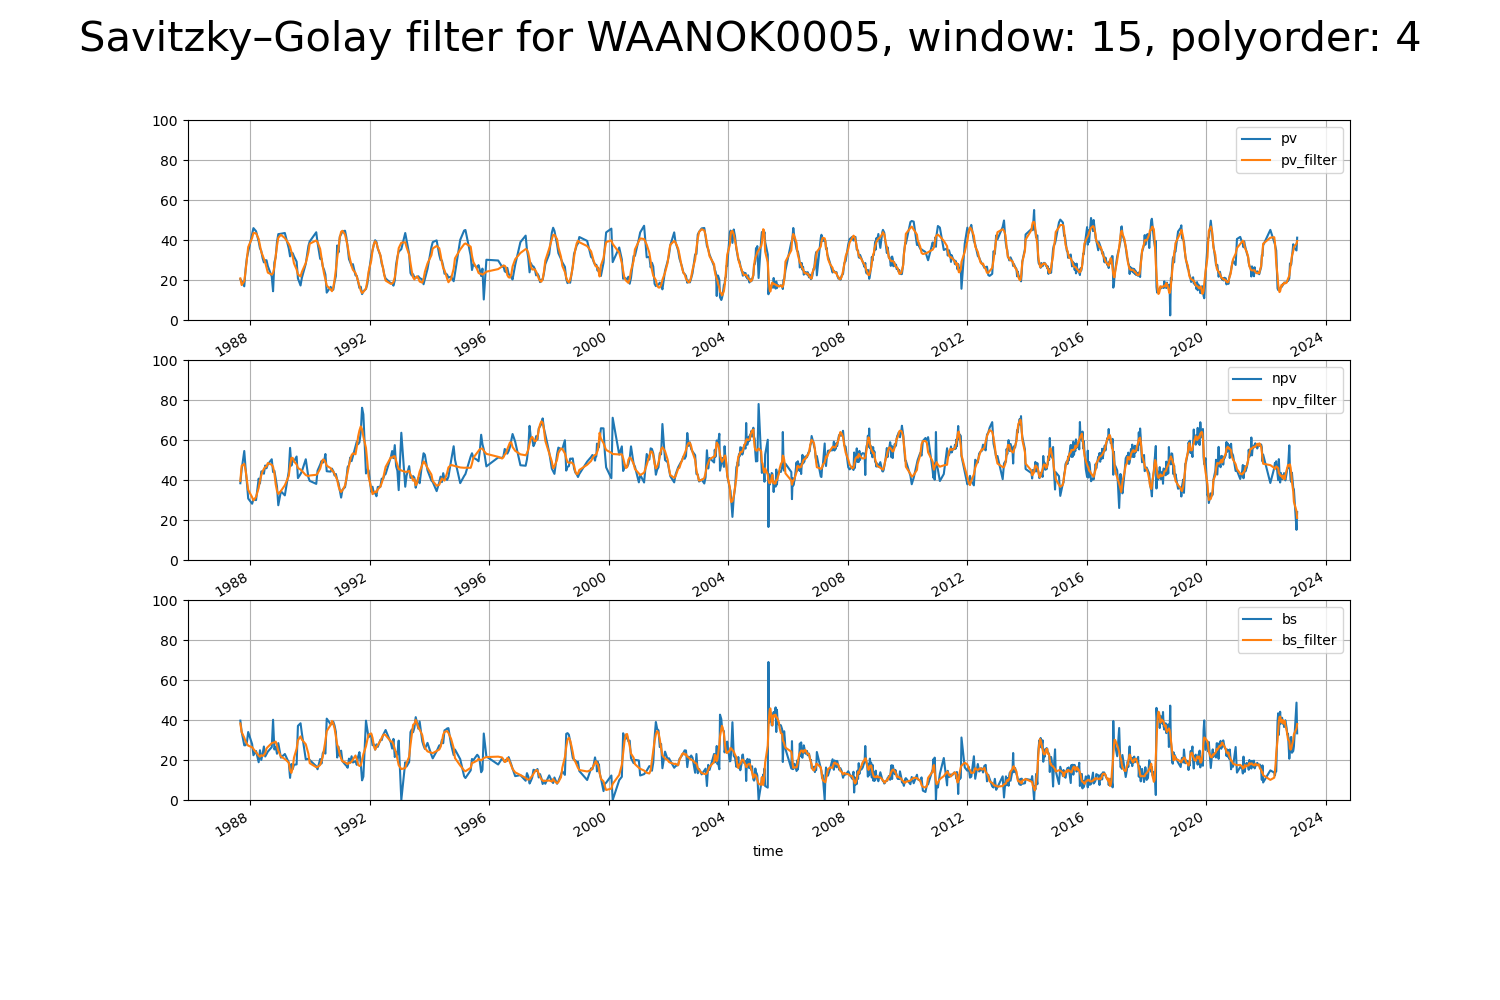 Savitzky–Golay filter for WAANOK0005, window: 15, polyorder: 4
100
80
60
40
20
0
pv
pv_filter
1988 1992 1996 2000 2004 2008 2012 2016 2020 2024
100
80
60
40
20
0
npv
npv_filter
1988 1992 1996 2000 2004 2008 2012 2016 2020 2024
100
80
60
40
20
0
bs
bs_filter
1988 1992 1996 2000 2004 2008 2012 2016 2020 2024
time